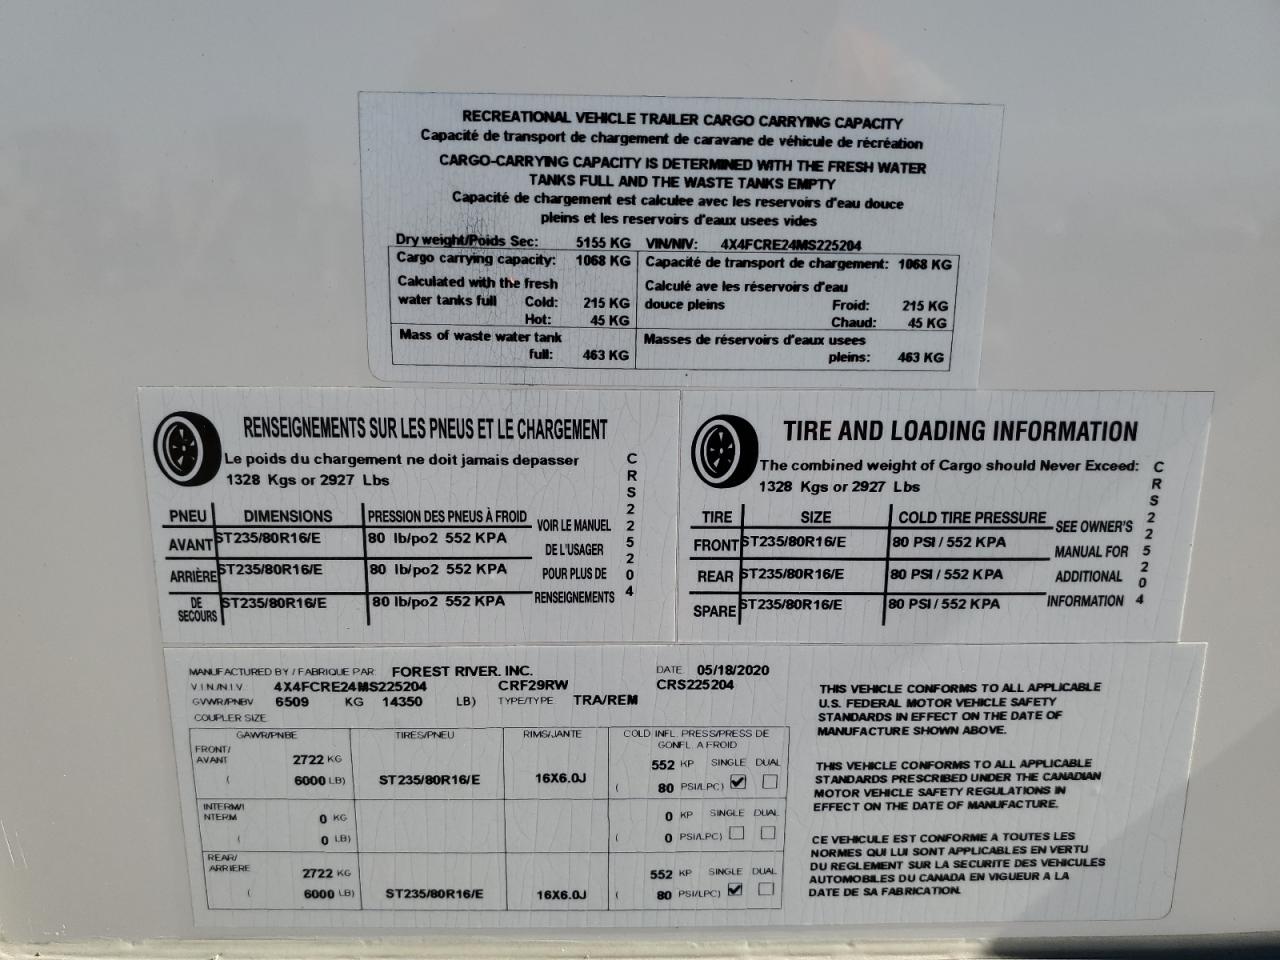 RECREATIONAL VEHICLE TRAILER CARGO CARRYING CAPACITY
Capacité de transport de chargement de caravane de véhicule de récréation
CARGO-CARRYING CAPACITY IS DETERMINED WITH THE FRESH WATER
TANKS FULL AND THE WASTE TANKS EMPTY
Capacité de chargement est calculee avec les reservoirs d'eau douce
pleins et les reservoirs d'eaux usees vides
Dry weight/Poids Sec: 5155 KG VIN/NIV: 4X4FCRE24MS225204
Cargo carrying capacity: 1068 KG Capacité de transport de chargement: 1068 KG
Calculated with the fresh Calculé ave les réservoirs d'eau
water tanks full Cold: 215 KG douce pleins Froid: 215 KG
Hot: 45 KG Chaud: 45 KG
Mass of waste water tank Masses de réservoirs d'eaux usees
full: 463 KG pleins: 463 KG
RENSEIGNEMENTS SUR LES PNEUS ET LE CHARGEMENT
Le poids du chargement ne doit jamais depasser
1328 Kgs or 2927 Lbs
PNEU DIMENSIONS PRESSION DES PNEUS À FROID
AVANT ST235/80R16/E 80 lb/po2 552 KPA
ARRIÈRE ST235/80R16/E 80 lb/po2 552 KPA
DE SECOURS ST235/80R16/E 80 lb/po2 552 KPA
VOIR LE MANUEL
DE L'USAGER
POUR PLUS DE
RENSEIGNEMENTS
CRS225204
TIRE AND LOADING INFORMATION
The combined weight of Cargo should Never Exceed:
1328 Kgs or 2927 Lbs
TIRE SIZE COLD TIRE PRESSURE
FRONT ST235/80R16/E 80 PSI / 552 KPA
REAR ST235/80R16/E 80 PSI / 552 KPA
SPARE ST235/80R16/E 80 PSI / 552 KPA
SEE OWNER'S
MANUAL FOR
ADDITIONAL
INFORMATION
CRS225204
MANUFACTURED BY / FABRIQUE PAR FOREST RIVER. INC. DATE 05/18/2020
V.I.N./N.I.V 4X4FCRE24MS225204 CRF29RW CRS225204
GVWR/PNBV 6509 KG 14350 LB) TYPE/TYPE TRA/REM
COUPLER SIZE
GAWR/PNBE TIRES/PNEU RIMS/JANTE COLD INFL. PRESS/PRESS DE
GONFL. A FROID
FRONT/
AVANT 2722 KG 552 KP SINGLE DUAL
( 6000 LB) ST235/80R16/E 16X6.0J ( 80 PSI/LPC)
INTERM/I
NTERM 0 KG 0 KP SINGLE DUAL
( 0 LB) ( 0 PSI/LPC)
REAR/
ARRIERE 2722 KG 552 KP SINGLE DUAL
( 6000 LB) ST235/80R16/E 16X6.0J ( 80 PSI/LPC)
THIS VEHICLE CONFORMS TO ALL APPLICABLE
U.S. FEDERAL MOTOR VEHICLE SAFETY
STANDARDS IN EFFECT ON THE DATE OF
MANUFACTURE SHOWN ABOVE.
THIS VEHICLE CONFORMS TO ALL APPLICABLE
STANDARDS PRESCRIBED UNDER THE CANADIAN
MOTOR VEHICLE SAFETY REGULATIONS IN
EFFECT ON THE DATE OF MANUFACTURE.
CE VEHICULE EST CONFORME A TOUTES LES
NORMES QUI LUI SONT APPLICABLES EN VERTU
DU REGLEMENT SUR LA SECURITE DES VEHICULES
AUTOMOBILES DU CANADA EN VIGUEUR A LA
DATE DE SA FABRICATION.